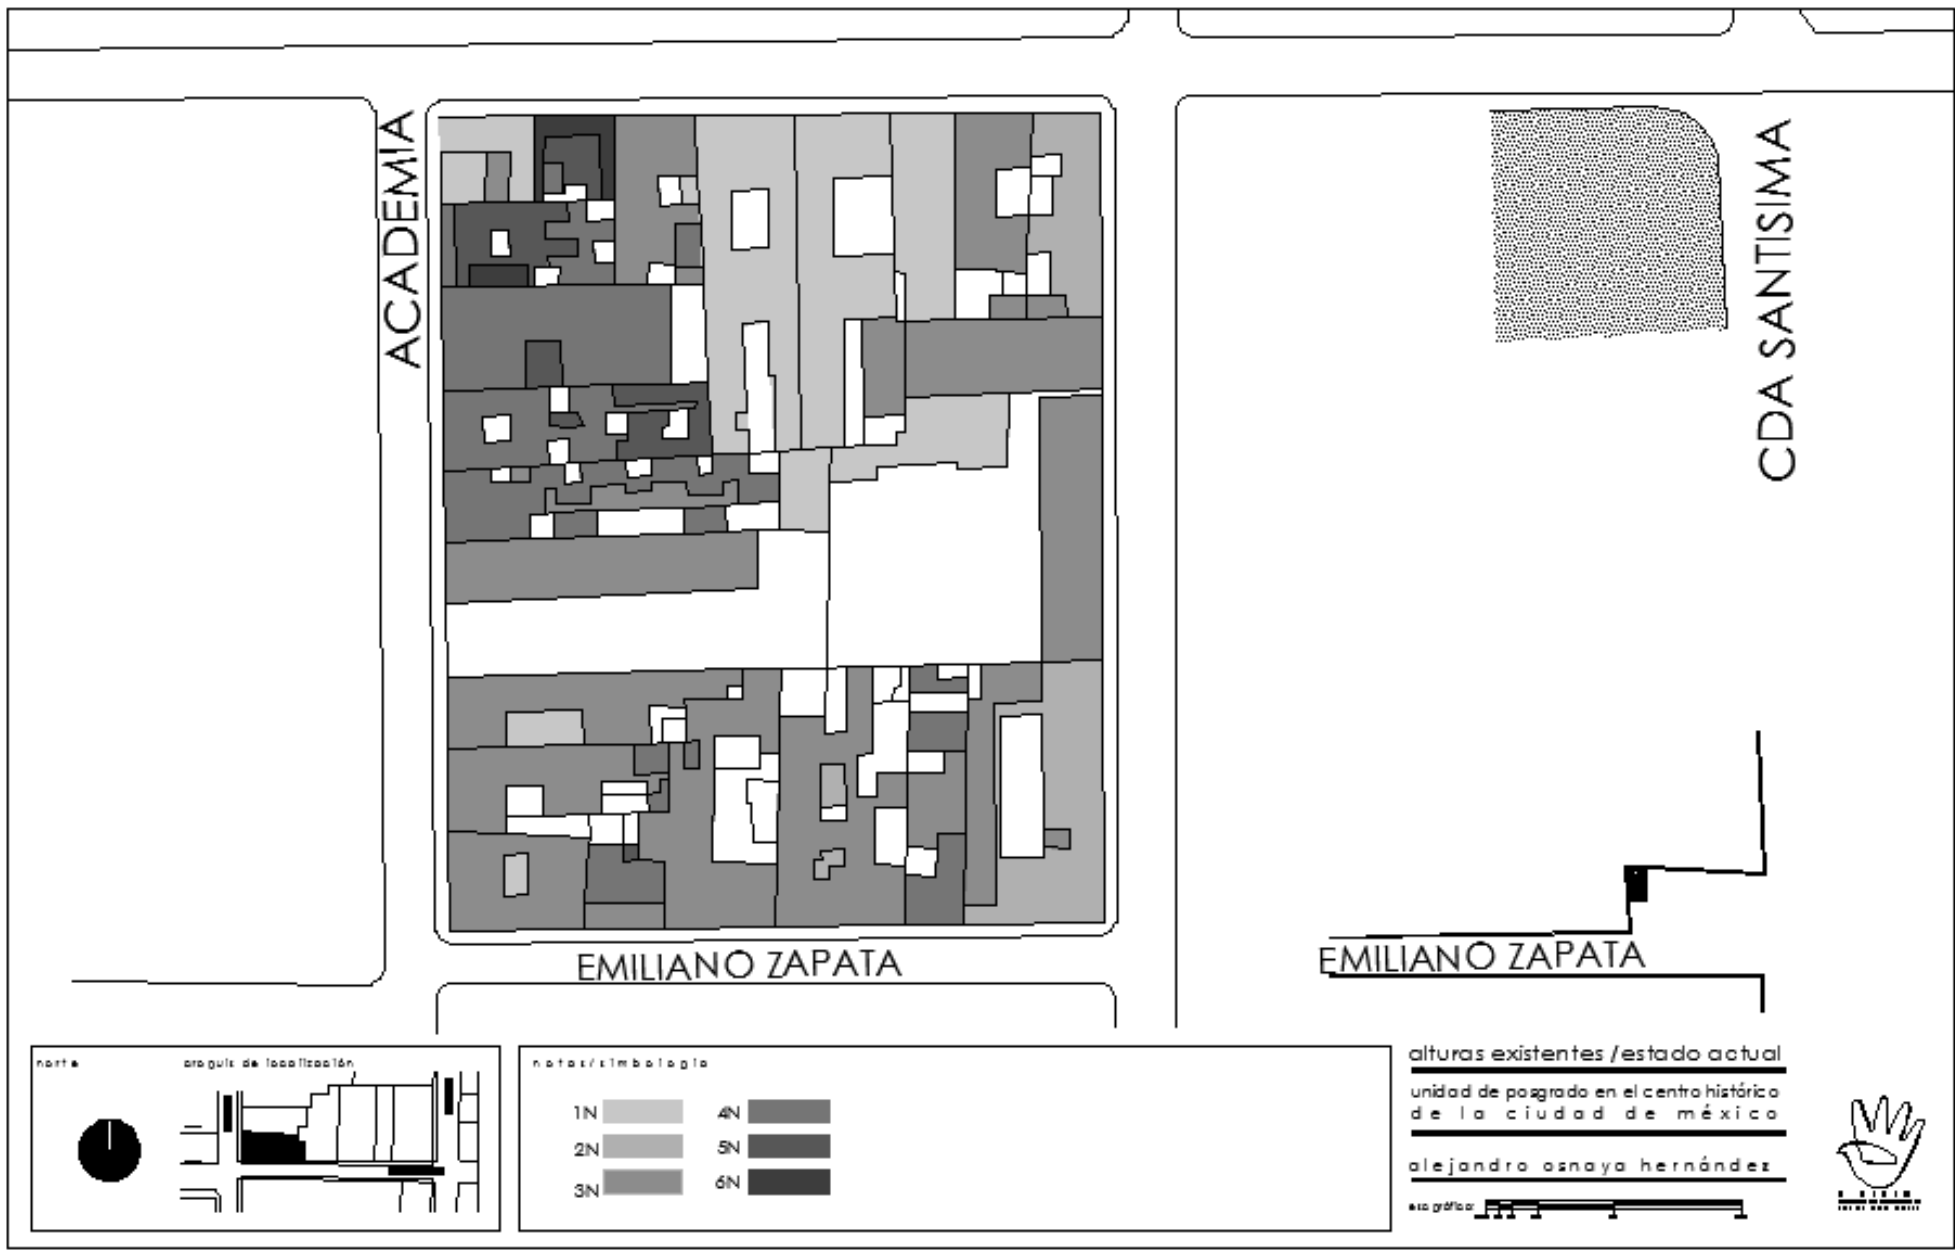 ACADEMIA
CDA SANTISIMA
EMILIANO ZAPATA
EMILIANO ZAPATA
norte
croquis de localización
notas/simbología
1N
2N
3N
4N
5N
6N
alturas existentes /estado actual
unidad de posgrado en el centro histórico
de la ciudad de méxico
alejandro osnaya hernández